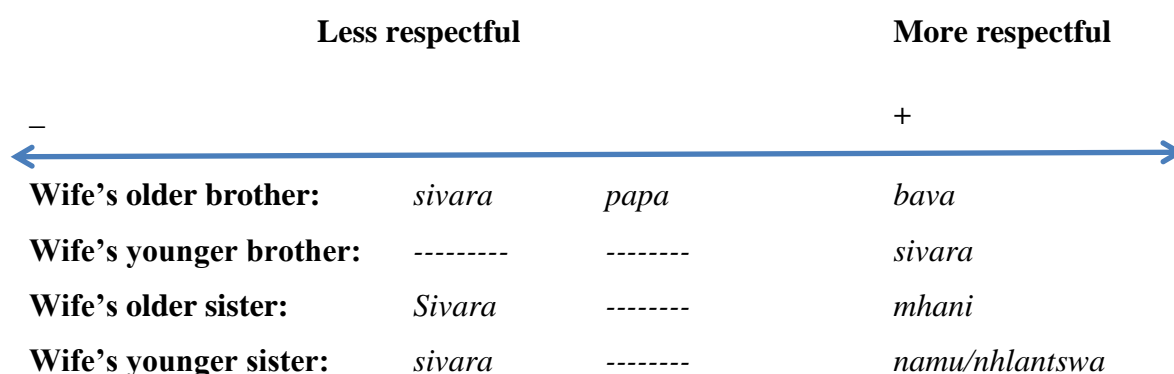 Less respectful More respectful
_ +
Wife’s older brother: sivara papa bava
Wife’s younger brother: --------- -------- sivara
Wife’s older sister: Sivara -------- mhani
Wife’s younger sister: sivara -------- namu/nhlantswa